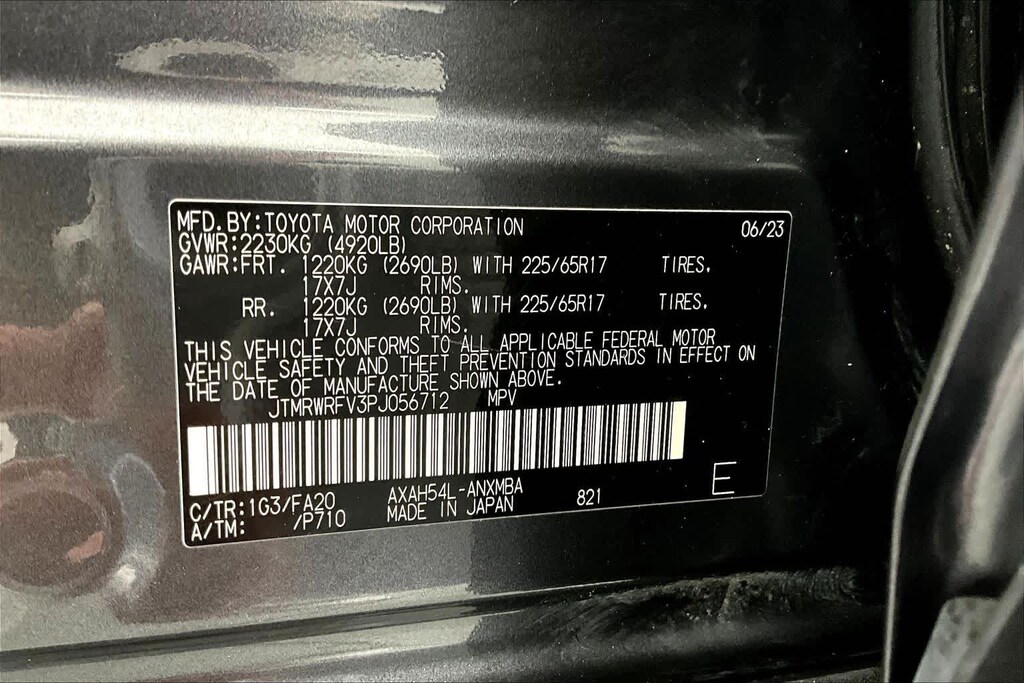 MFD.BY:TOYOTA MOTOR CORPORATION 06/23
GVWR:2230KG (4920LB)
GAWR:FRT. 1220KG (2690LB) WITH 225/65R17 TIRES,
17X7J RIMS.
RR. 1220KG (2690LB) WITH 225/65R17 TIRES,
17X7J RIMS.
THIS VEHICLE CONFORMS TO ALL APPLICABLE FEDERAL MOTOR
VEHICLE SAFETY AND THEFT PREVENTION STANDARDS IN EFFECT ON
THE DATE OF MANUFACTURE SHOWN ABOVE.
JTMRWRFV3PJ056712 MPV
C/TR:1G3/FA20 AXAH54L-ANXMBA 821 E
A/TM: /P710 MADE IN JAPAN